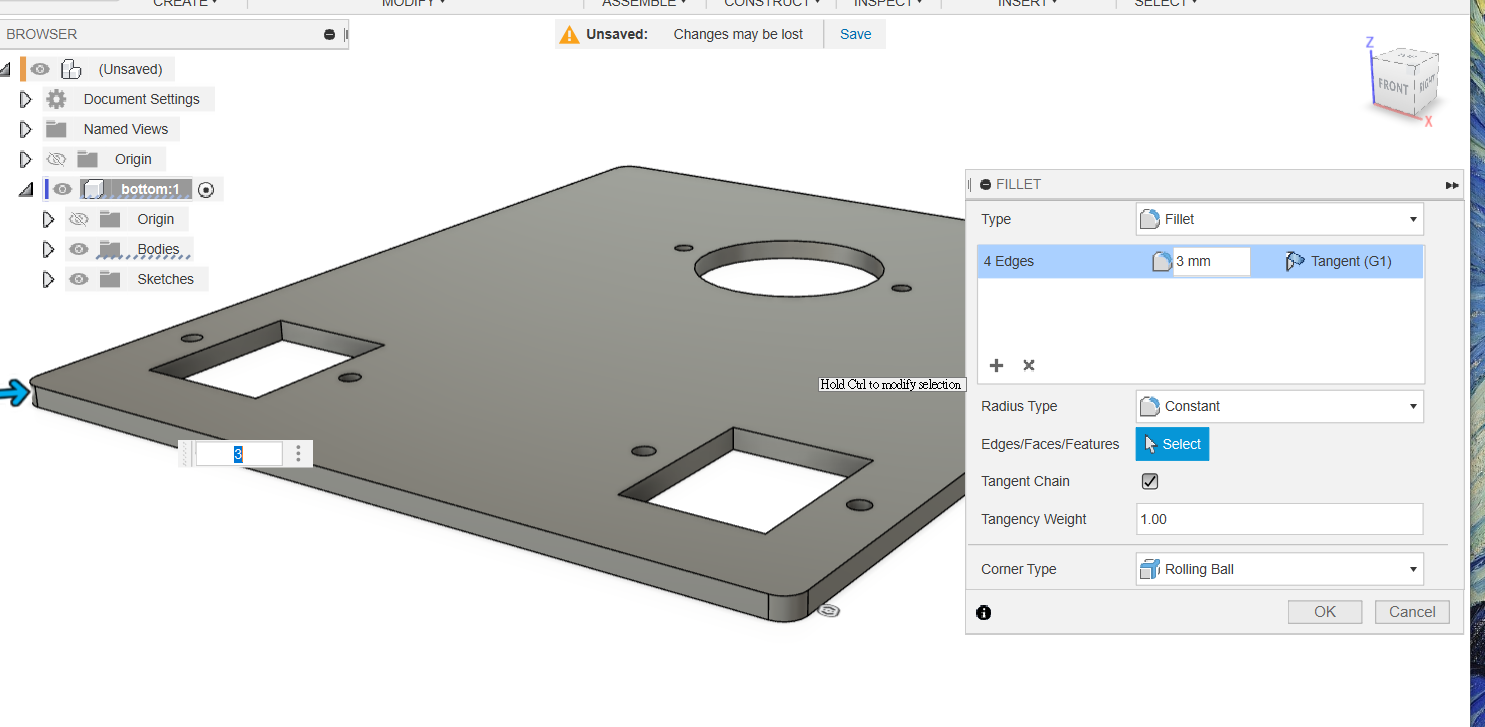 CREATE MODIFY ASSEMBLE CONSTRUCT INSPECT INSERT SELECT
BROWSER
Unsaved: Changes may be lost Save
(Unsaved)
Document Settings
Named Views
Origin
bottom:1
Origin
Bodies
Sketches
Z
FRONT RIGHT
X
FILLET
Type Fillet
4 Edges 3 mm Tangent (G1)
Hold Ctrl to modify selection
Radius Type Constant
Edges/Faces/Features Select
3
Tangent Chain
Tangency Weight 1.00
Corner Type Rolling Ball
OK Cancel